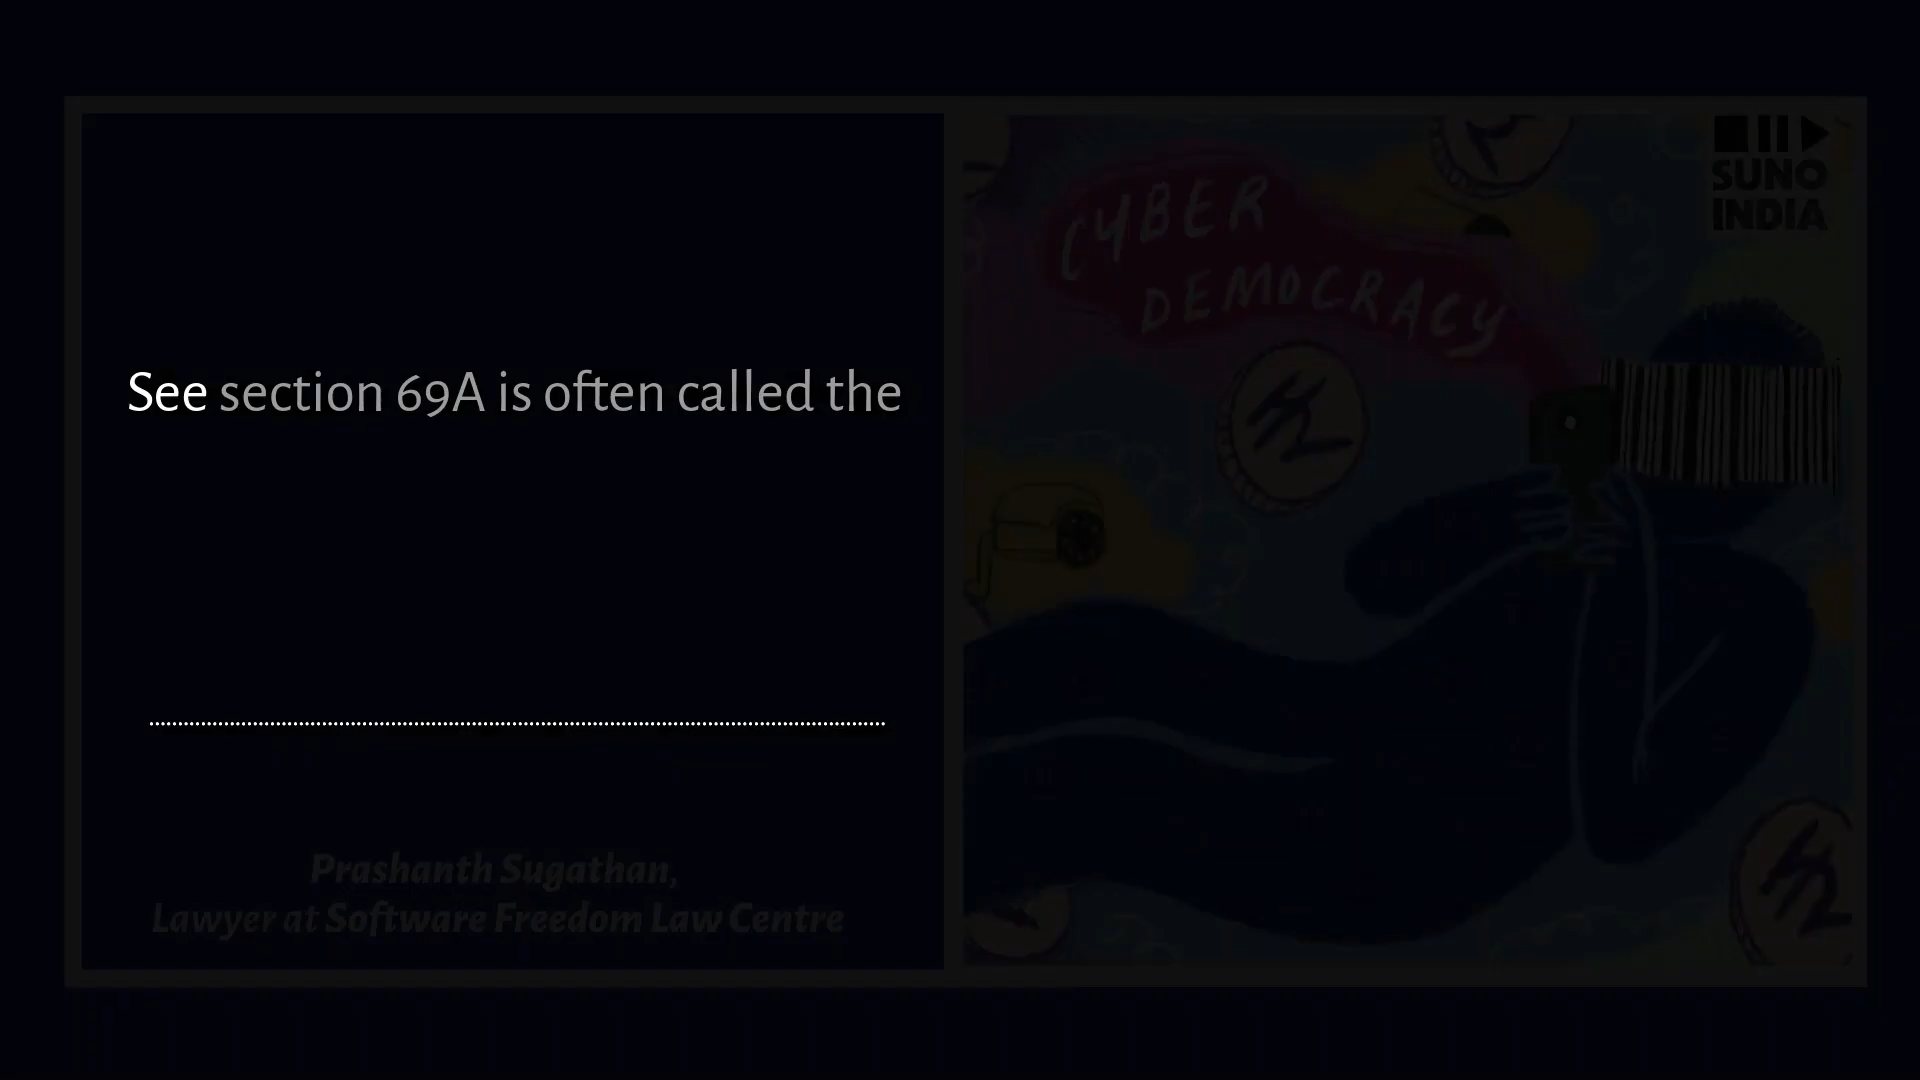 See section 69A is often called the
Prashanth Sugathan,
Lawyer at Software Freedom Law Centre
CYBER
DEMOCRACY
SUNO
INDIA